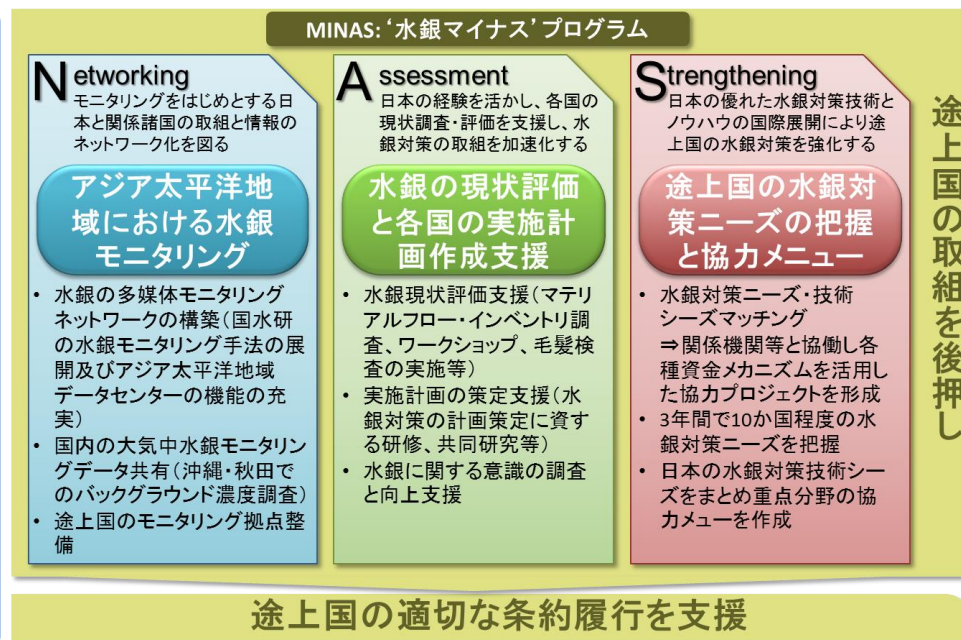 MINAS: ‘水銀マイナス’ プログラム
Networking
モニタリングをはじめとする日
本と関係諸国の取組と情報の
ネットワーク化を図る
アジア太平洋地
域における水銀
モニタリング
• 水銀の多媒体モニタリング
ネットワークの構築(国水研
の水銀モニタリング手法の展
開及びアジア太平洋地域
データセンターの機能の充
実)
• 国内の大気中水銀モニタリン
グデータ共有(沖縄・秋田で
のバックグラウンド濃度調査)
• 途上国のモニタリング拠点整
備
Assessment
日本の経験を活かし、各国の
現状調査・評価を支援し、水
銀対策の取組を加速化する
水銀の現状評価
と各国の実施計
画作成支援
• 水銀現状評価支援(マテリ
アルフロー・インベントリ調
査、ワークショップ、毛髪検
査の実施等)
• 実施計画の策定支援(水
銀対策の計画策定に資す
る研修、共同研究等)
• 水銀に関する意識の調査
と向上支援
Strengthening
日本の優れた水銀対策技術と
ノウハウの国際展開により途
上国の水銀対策を強化する
途上国の水銀対
策ニーズの把握
と協力メニュー
• 水銀対策ニーズ・技術
シーズマッチング
⇒関係機関等と協働し各
種資金メカニズムを活用し
た協力プロジェクトを形成
• 3年間で10か国程度の水
銀対策ニーズを把握
• 日本の水銀対策技術シー
ズをまとめ重点分野の協
力メューを作成
途上国の取組を後押し
途上国の適切な条約履行を支援